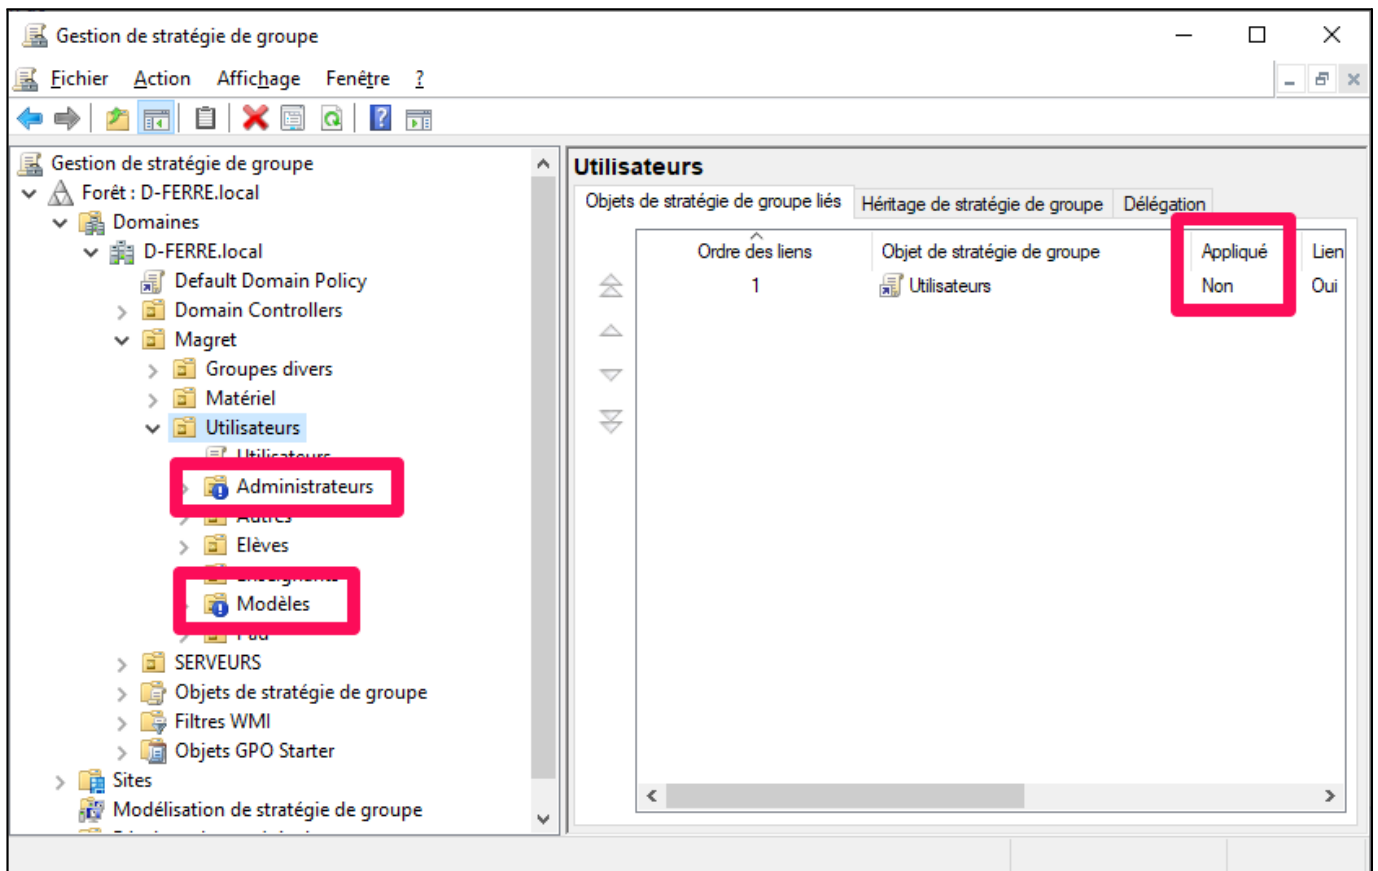 Gestion de stratégie de groupe
Fichier Action Affichage Fenêtre ?
Gestion de stratégie de groupe
Forêt : D-FERRE.local
Domaines
D-FERRE.local
Default Domain Policy
Domain Controllers
Magret
Groupes divers
Matériel
Utilisateurs
Utilisateurs
Administrateurs
Autres
Elèves
Enseignants
Modèles
SERVEURS
Objets de stratégie de groupe
Filtres WMI
Objets GPO Starter
Sites
Modélisation de stratégie de groupe
Utilisateurs
Objets de stratégie de groupe liés Héritage de stratégie de groupe Délégation
Ordre des liens Objet de stratégie de groupe Appliqué Lien
1 Utilisateurs Non Oui